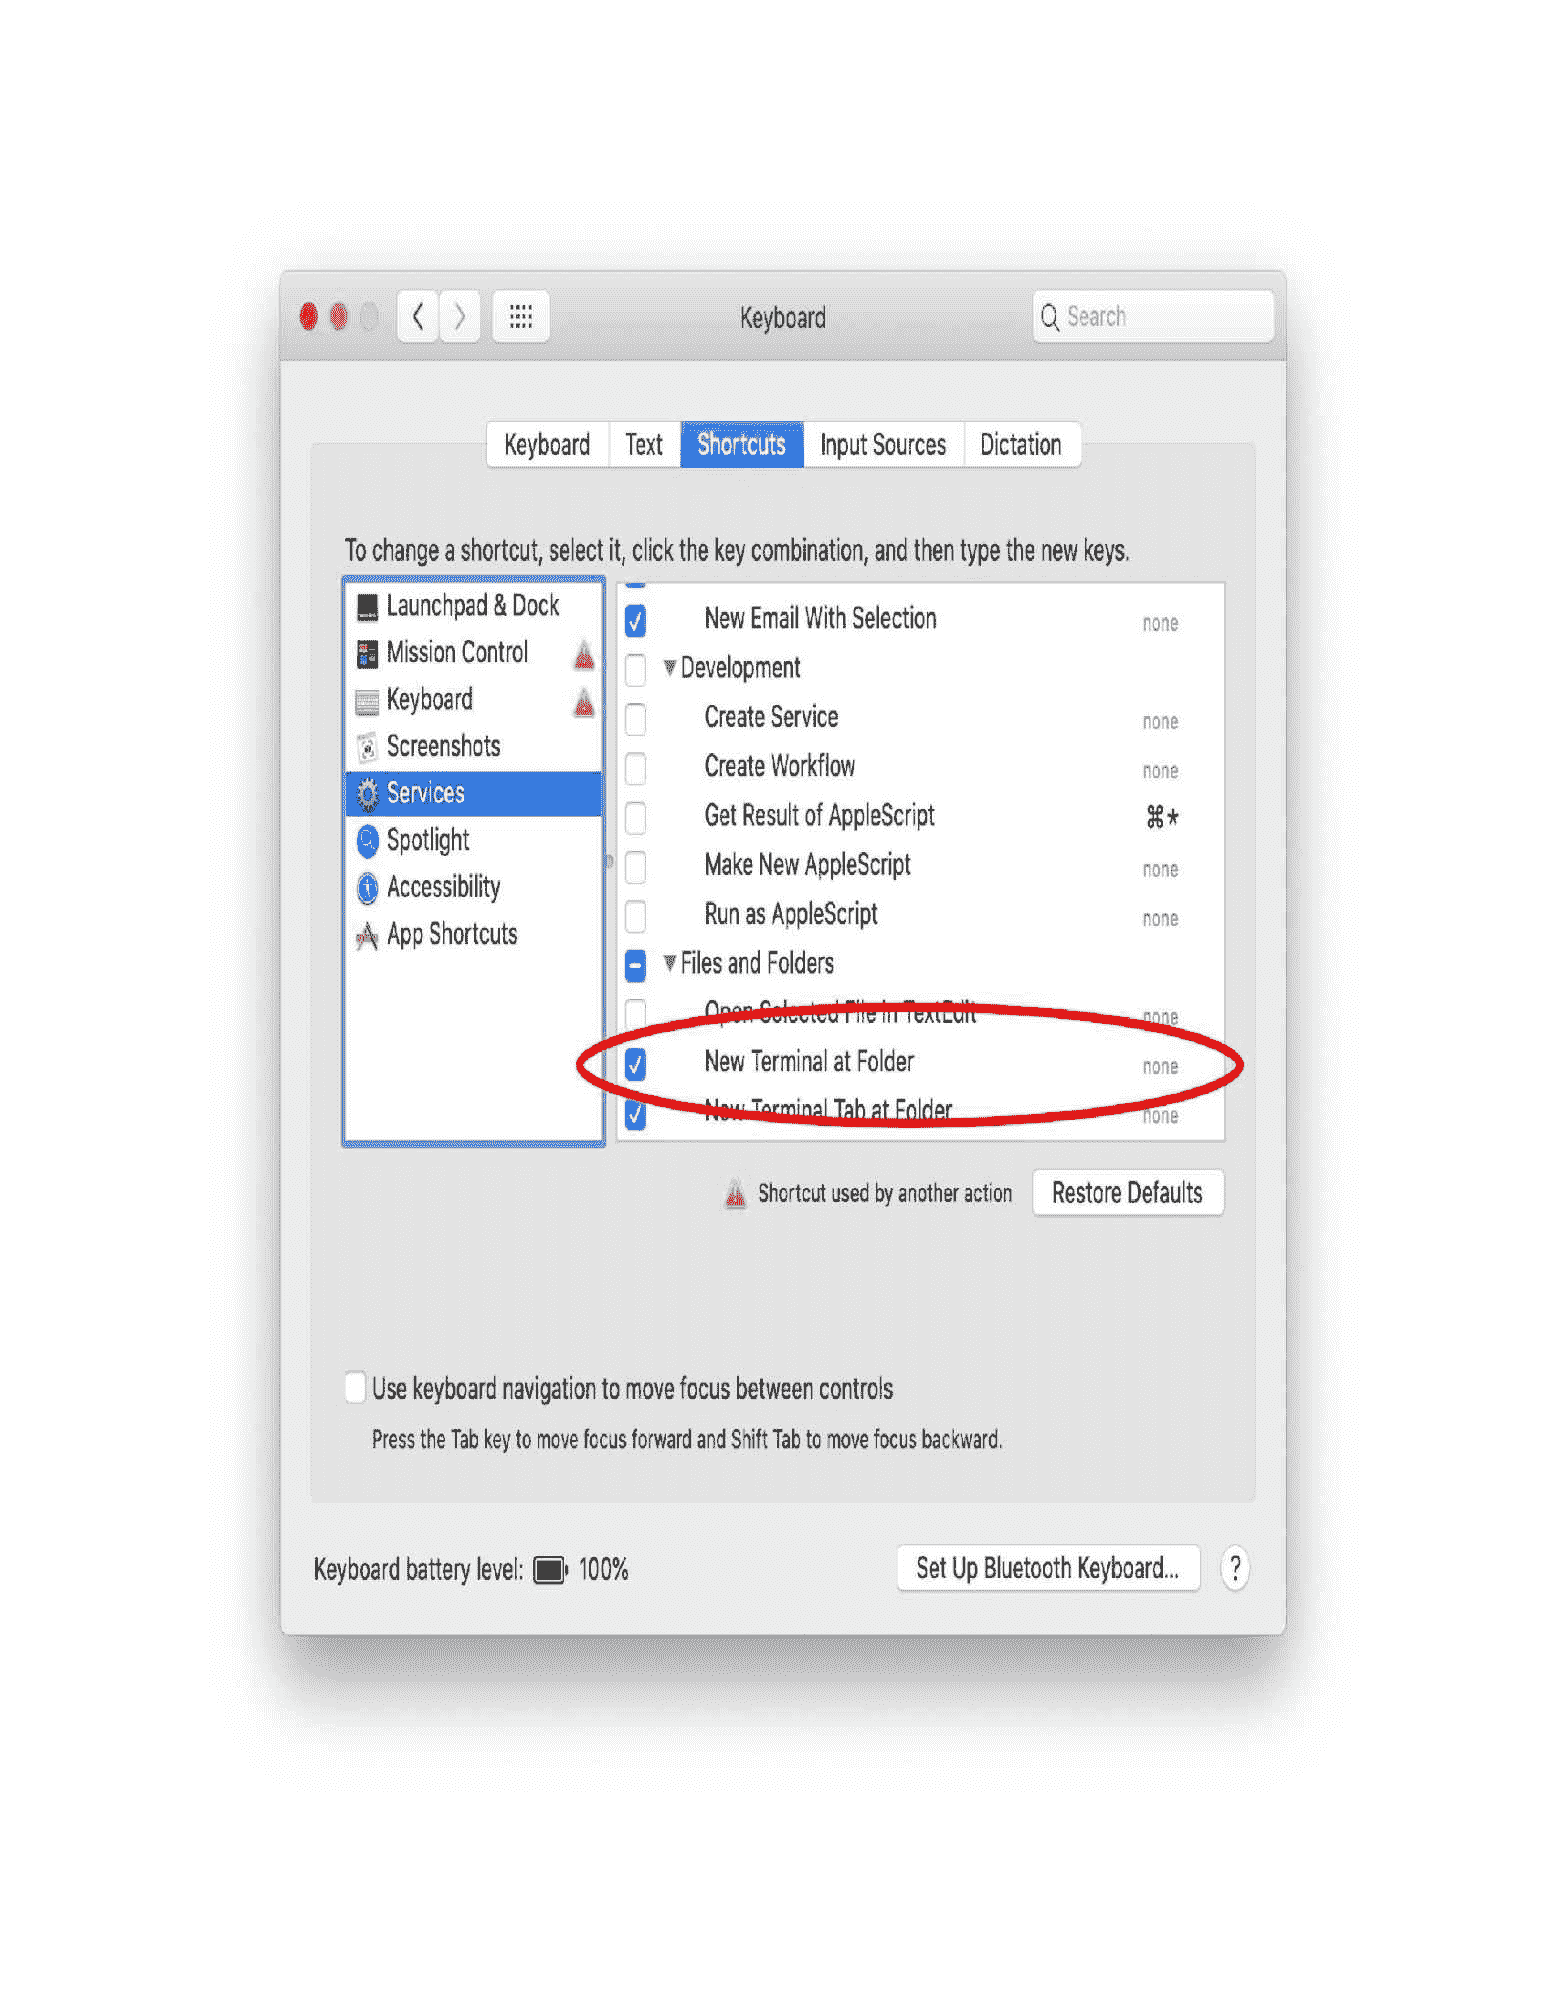 Keyboard
Search
Keyboard Text Shortcuts Input Sources Dictation
To change a shortcut, select it, click the key combination, and then type the new keys.
Launchpad & Dock
Mission Control
Keyboard
Screenshots
Services
Spotlight
Accessibility
App Shortcuts
New Email With Selection none
Development
Create Service none
Create Workflow none
Get Result of AppleScript ⌘*
Make New AppleScript none
Run as AppleScript none
Files and Folders
Open Selected File in TextEdit none
New Terminal at Folder none
New Terminal Tab at Folder none
Shortcut used by another action Restore Defaults
Use keyboard navigation to move focus between controls
Press the Tab key to move focus forward and Shift Tab to move focus backward.
Keyboard battery level: 100% Set Up Bluetooth Keyboard... ?